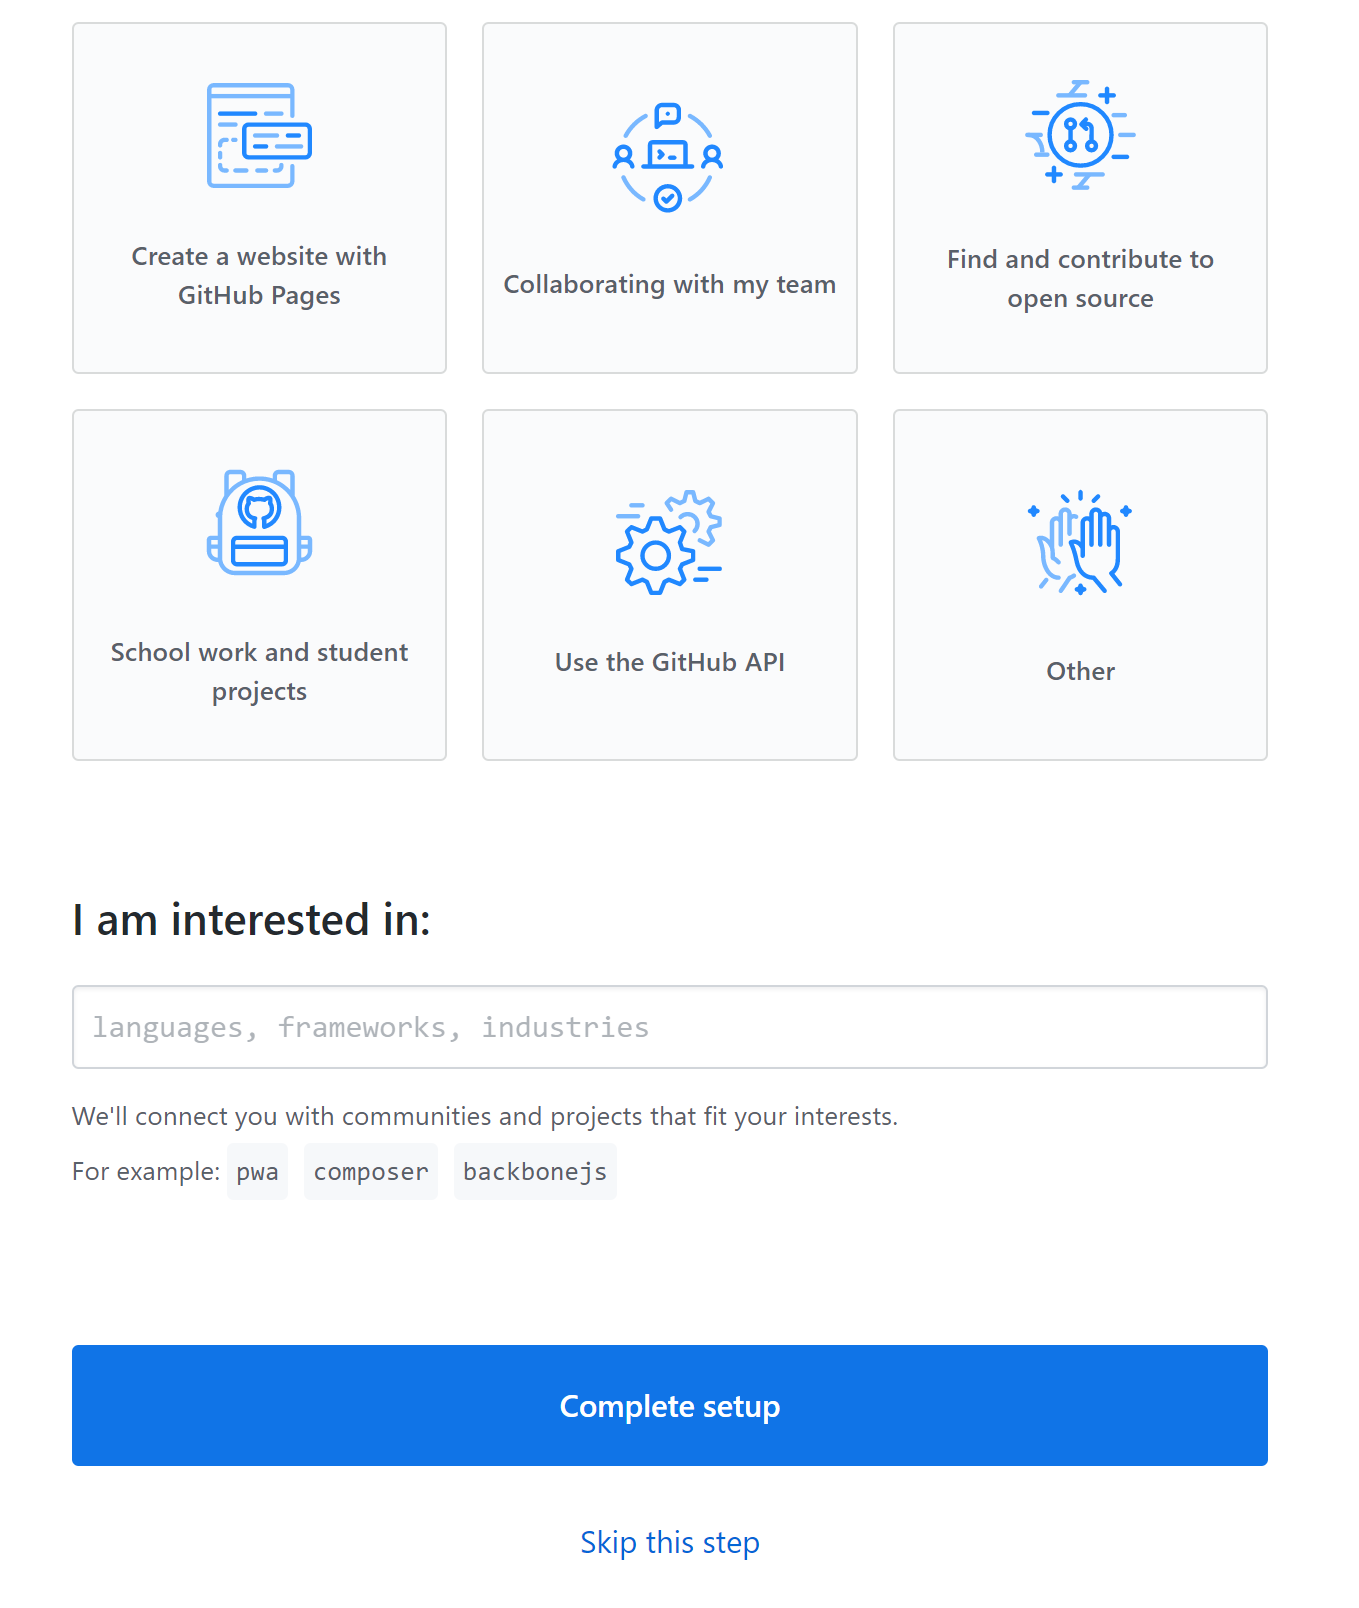 Create a website with
GitHub Pages
Collaborating with my team
Find and contribute to
open source
School work and student
projects
Use the GitHub API
Other
I am interested in:
languages, frameworks, industries
We'll connect you with communities and projects that fit your interests.
For example: pwa composer backbonejs
Complete setup
Skip this step